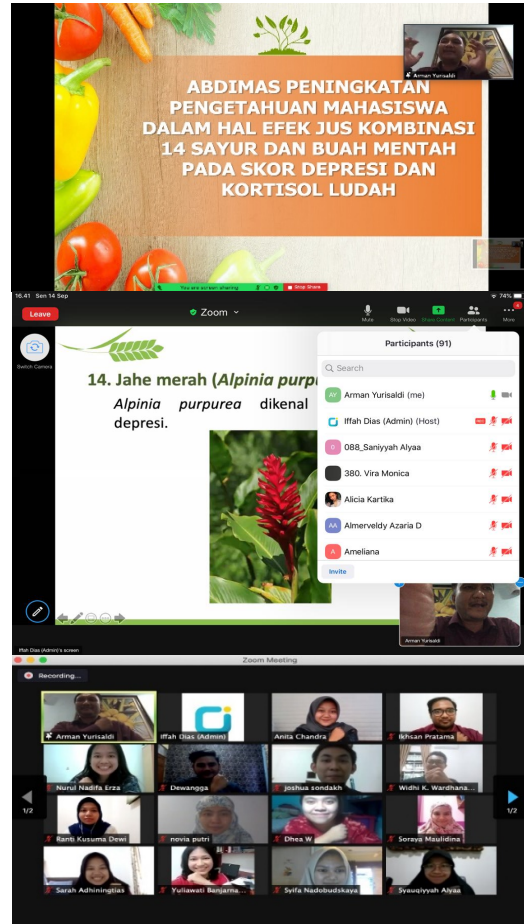 Arman Yurisaldi
ABDIMAS PENINGKATAN
PENGETAHUAN MAHASISWA
DALAM HAL EFEK JUS KOMBINASI
14 SAYUR DAN BUAH MENTAH
PADA SKOR DEPRESI DAN
KORTISOL LUDAH
You are screen sharing
Stop Share
16.41 Sen 14 Sep
74%
Leave
Zoom
Mute
Stop Video
Share Content
Participants
More
Switch Camera
Participants (91)
Search
14. Jahe merah (Alpinia purpu
Alpinia purpurea dikenal
depresi.
AY Arman Yurisaldi (me)
Iffah Dias (Admin) (Host)
0 088_Saniyyah Alyaa
380. Vira Monica
Alicia Kartika
AA Almerveldy Azaria D
A Ameliana
Invite
Arman Yurisaldi
Iffah Dias (Admin)'s screen
Zoom Meeting
Recording...
Arman Yurisaldi
Iffah Dias (Admin)
Anita Chandra
Ikhsan Pratama
Nurul Nadifa Erza
Dewangga
joshua sondakh
Widhi K. Wardhana...
1/2
1/2
Ranti Kusuma Dewi
novia putri
Dhea W
Soraya Maulidina
Sarah Adhiningtias
Yuliawati Banjarna...
Syifa Nadobudskaya
Syauqiyyah Alyaa